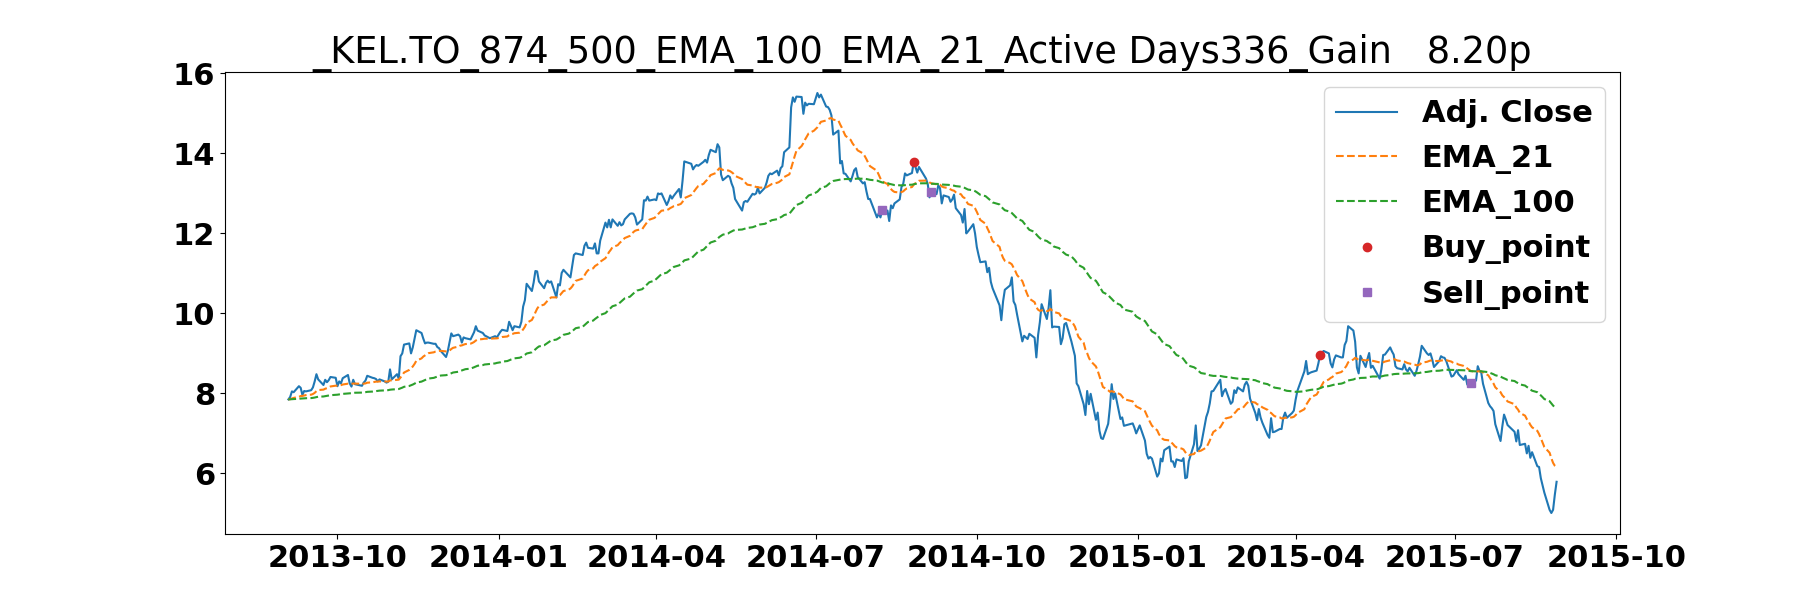 _KEL.TO_874_500_EMA_100_EMA_21_Active Days336_Gain   8.20p
16
14
12
10
8
6
Adj. Close
EMA_21
EMA_100
Buy_point
Sell_point
2013-10 2014-01 2014-04 2014-07 2014-10 2015-01 2015-04 2015-07 2015-10